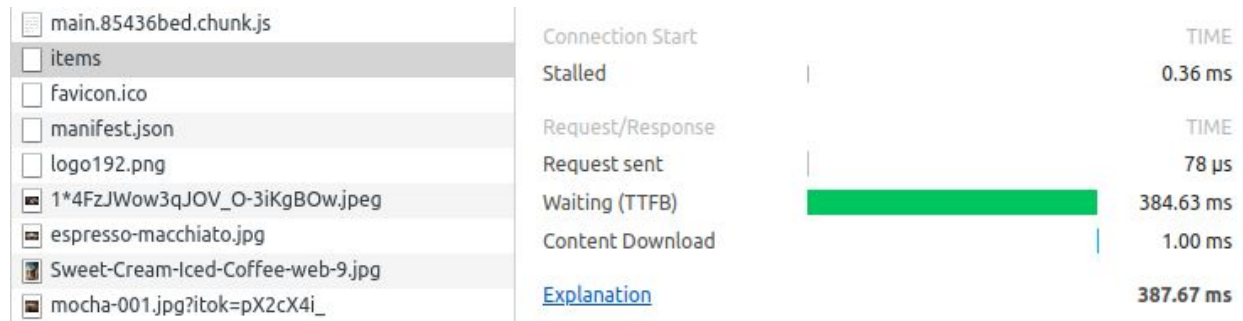 main.85436bed.chunk.js
items
favicon.ico
manifest.json
logo192.png
1*4FzJWow3qJOV_O-3iKgBOw.jpeg
espresso-macchiato.jpg
Sweet-Cream-Iced-Coffee-web-9.jpg
mocha-001.jpg?itok=pX2cX4i_
Connection Start TIME
Stalled 0.36 ms
Request/Response TIME
Request sent 78 µs
Waiting (TTFB) 384.63 ms
Content Download 1.00 ms
Explanation 387.67 ms